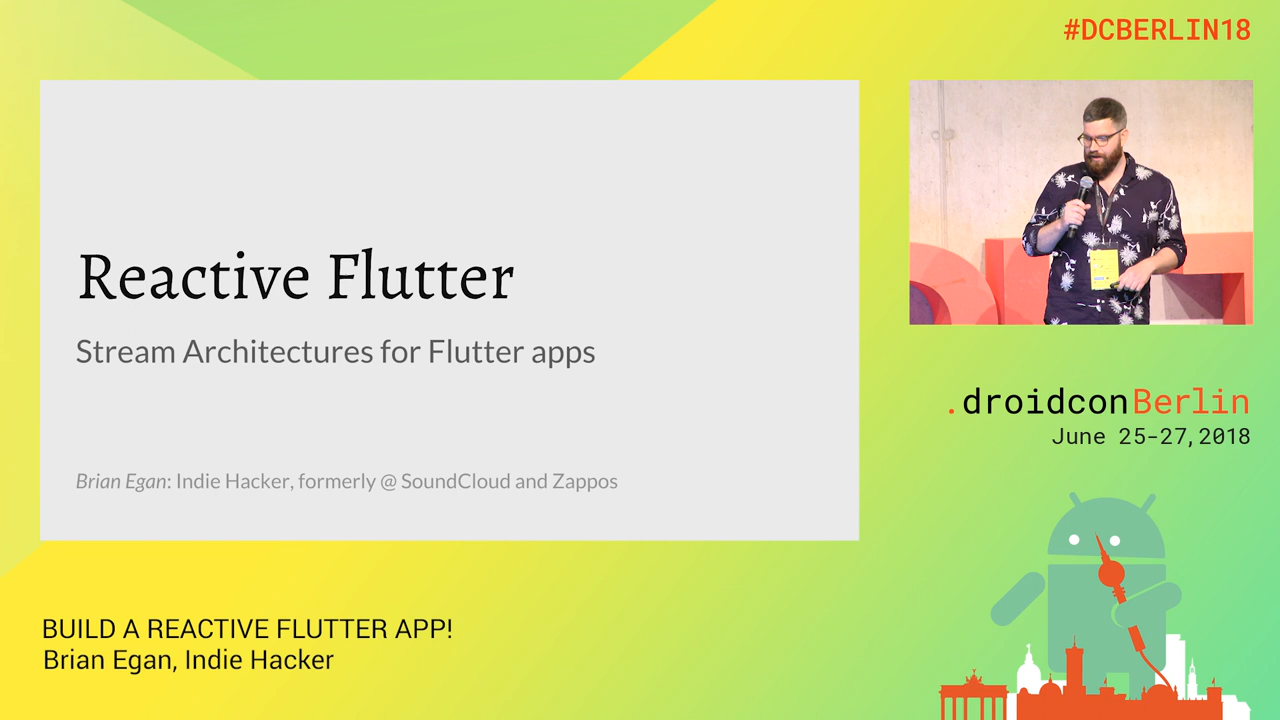 #DCBERLIN18
Reactive Flutter
Stream Architectures for Flutter apps
Brian Egan: Indie Hacker, formerly @ SoundCloud and Zappos
.droidconBerlin
June 25-27, 2018
BUILD A REACTIVE FLUTTER APP!
Brian Egan, Indie Hacker